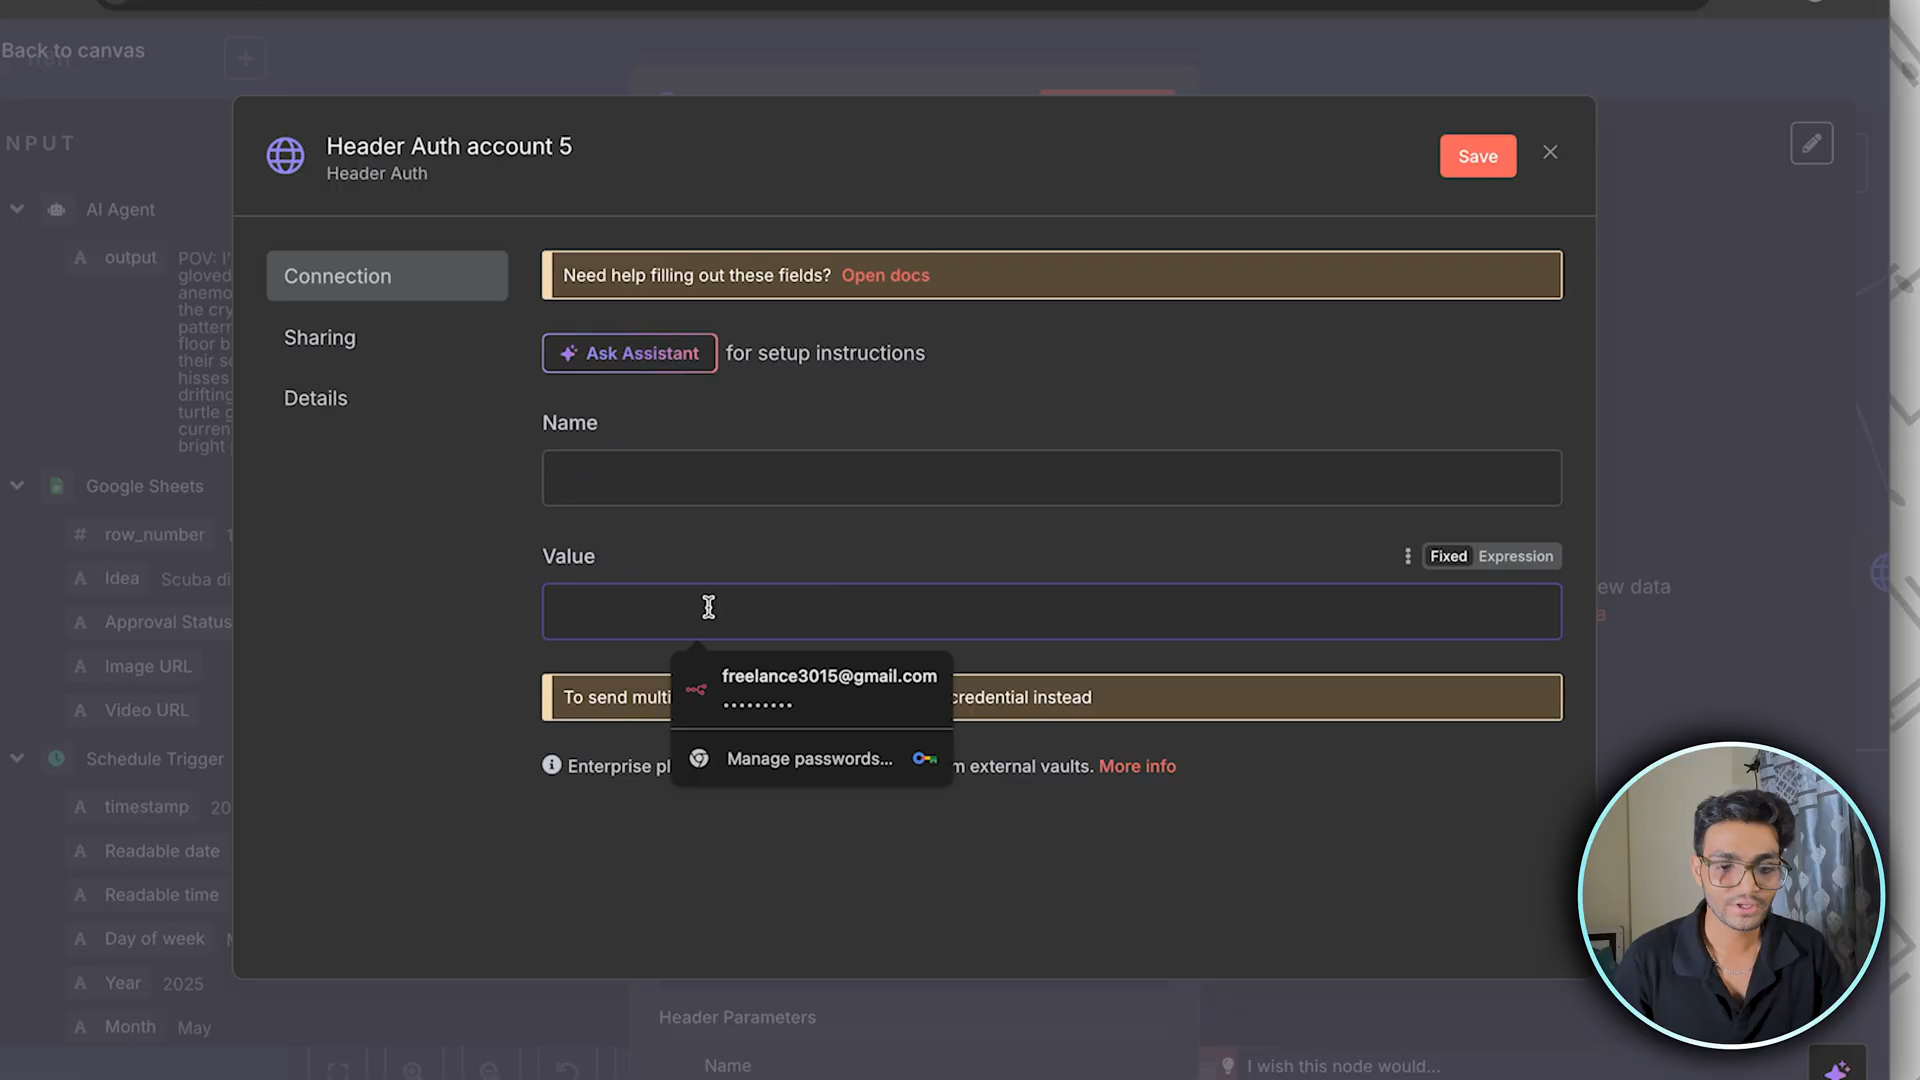 Back to canvas
Header Auth account 5
Header Auth
Save
NPUT
AI Agent
output
POV: I'
gloved
anemo
the cry
pattern
floor b
their so
hisses
drifting
turtle g
current
bright
Google Sheets
row_number
Idea
Scuba di
Approval Status
Image URL
Video URL
Schedule Trigger
timestamp
20
Readable date
Readable time
Day of week
Year
2025
Month
May
Connection
Sharing
Details
Need help filling out these fields? Open docs
Ask Assistant for setup instructions
Name
Value
Fixed
Expression
freelance3015@gmail.com
•••••••••
Manage passwords...
To send multi
credential instead
Enterprise pl
m external vaults. More info
ew data
Header Parameters
Name
I wish this node would...